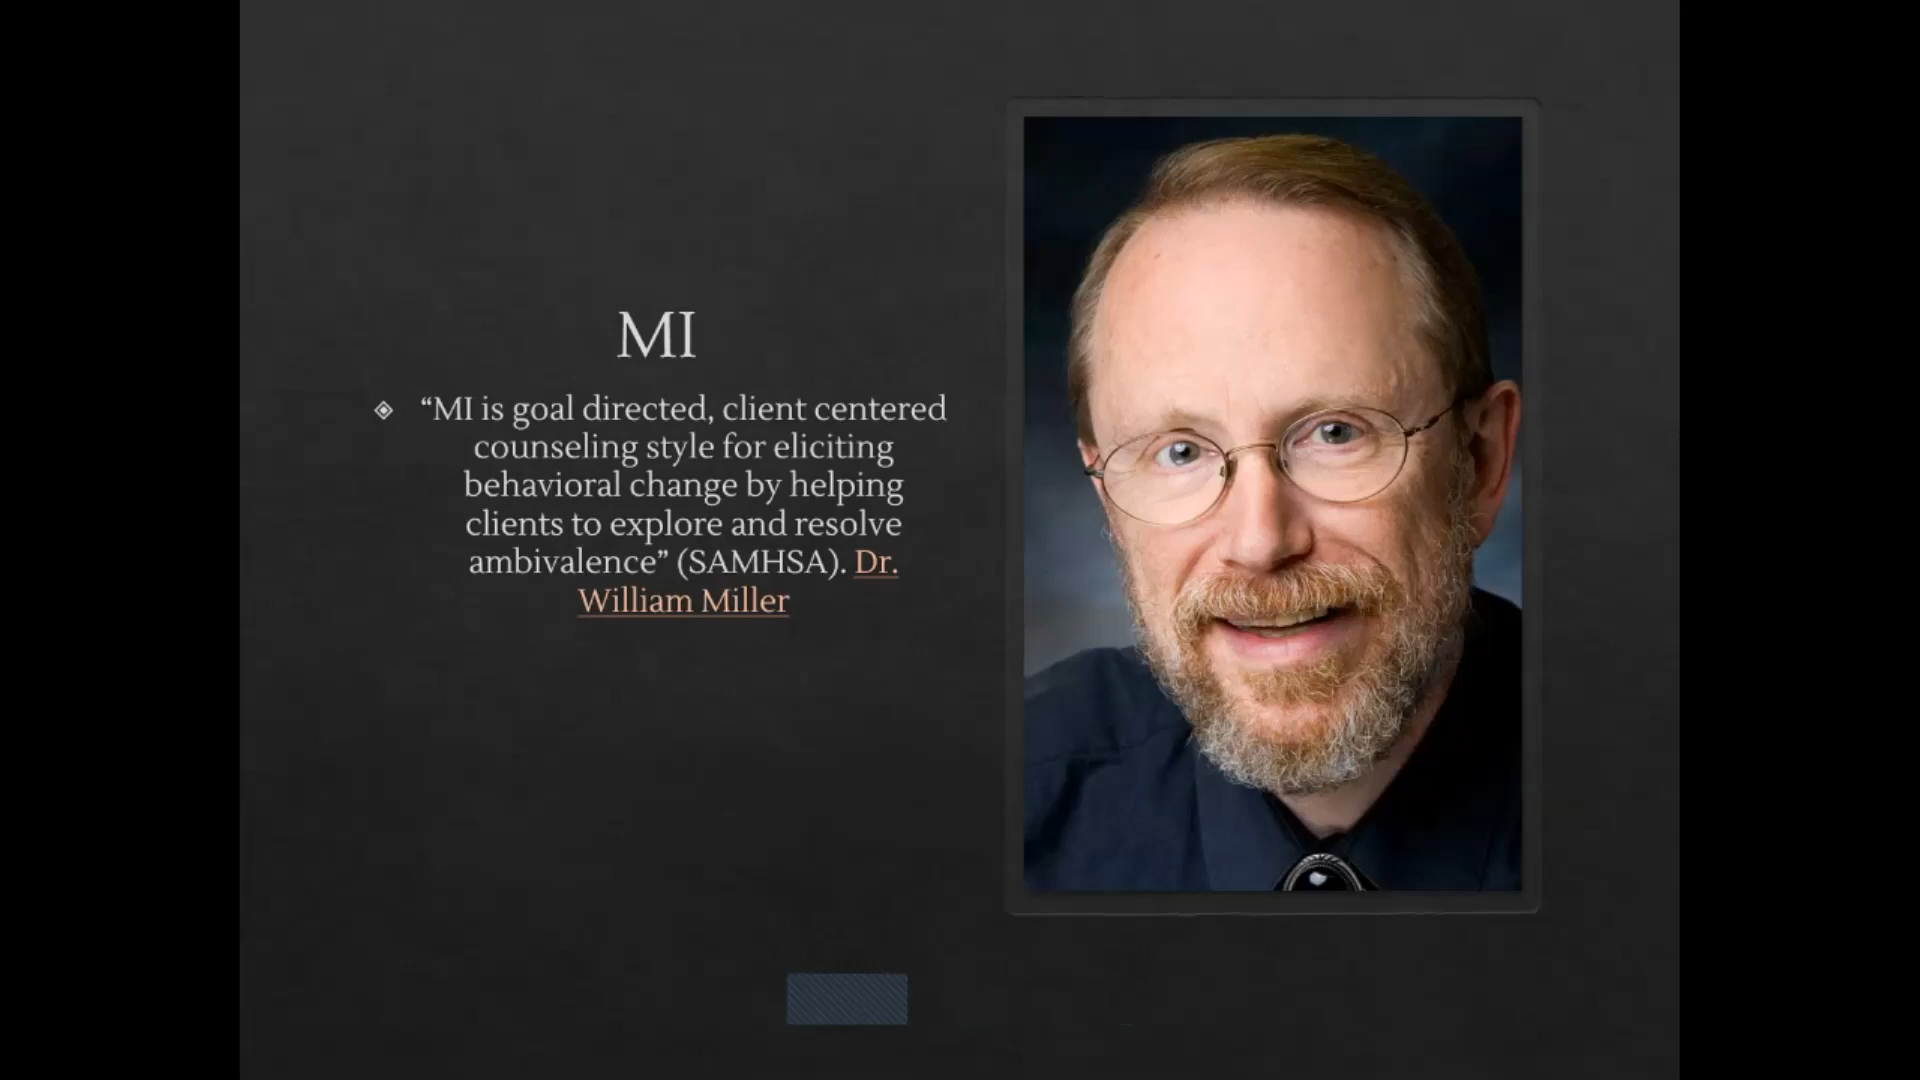 MI
“MI is goal directed, client centered
counseling style for eliciting
behavioral change by helping
clients to explore and resolve
ambivalence” (SAMHSA). Dr.
William Miller